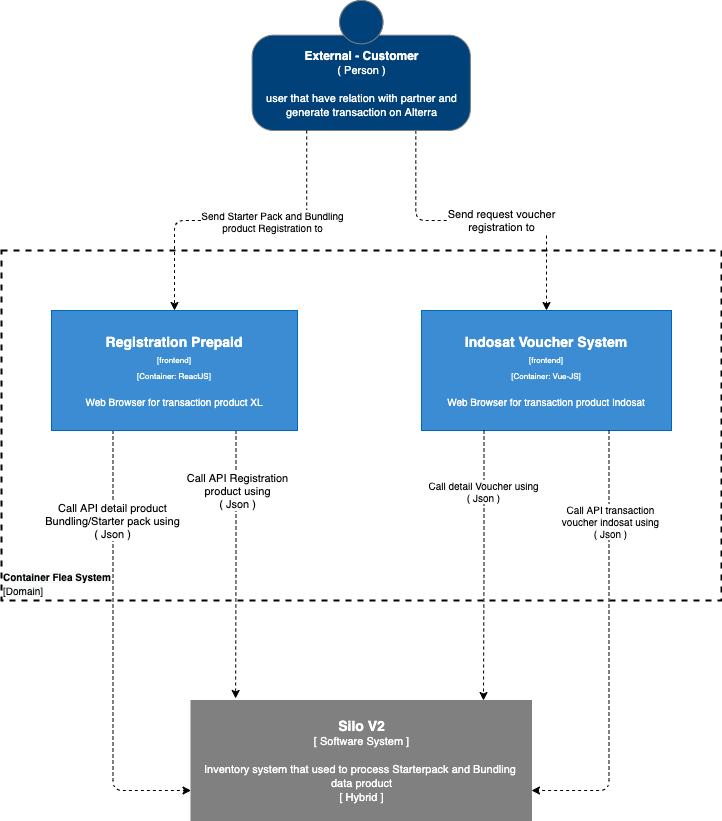 External - Customer
( Person )
user that have relation with partner and
generate transaction on Alterra
Send Starter Pack and Bundling
product Registration to
Send request voucher
registration to
Registration Prepaid
[frontend]
[Container: ReactJS]
Web Browser for transaction product XL
Indosat Voucher System
[frontend]
[Container: Vue-JS]
Web Browser for transaction product Indosat
Call API detail product
Bundling/Starter pack using
( Json )
Call API Registration
product using
( Json )
Call detail Voucher using
( Json )
Call API transaction
voucher indosat using
( Json )
Container Flea System
[Domain]
Silo V2
[ Software System ]
Inventory system that used to process Starterpack and Bundling
data product
[ Hybrid ]